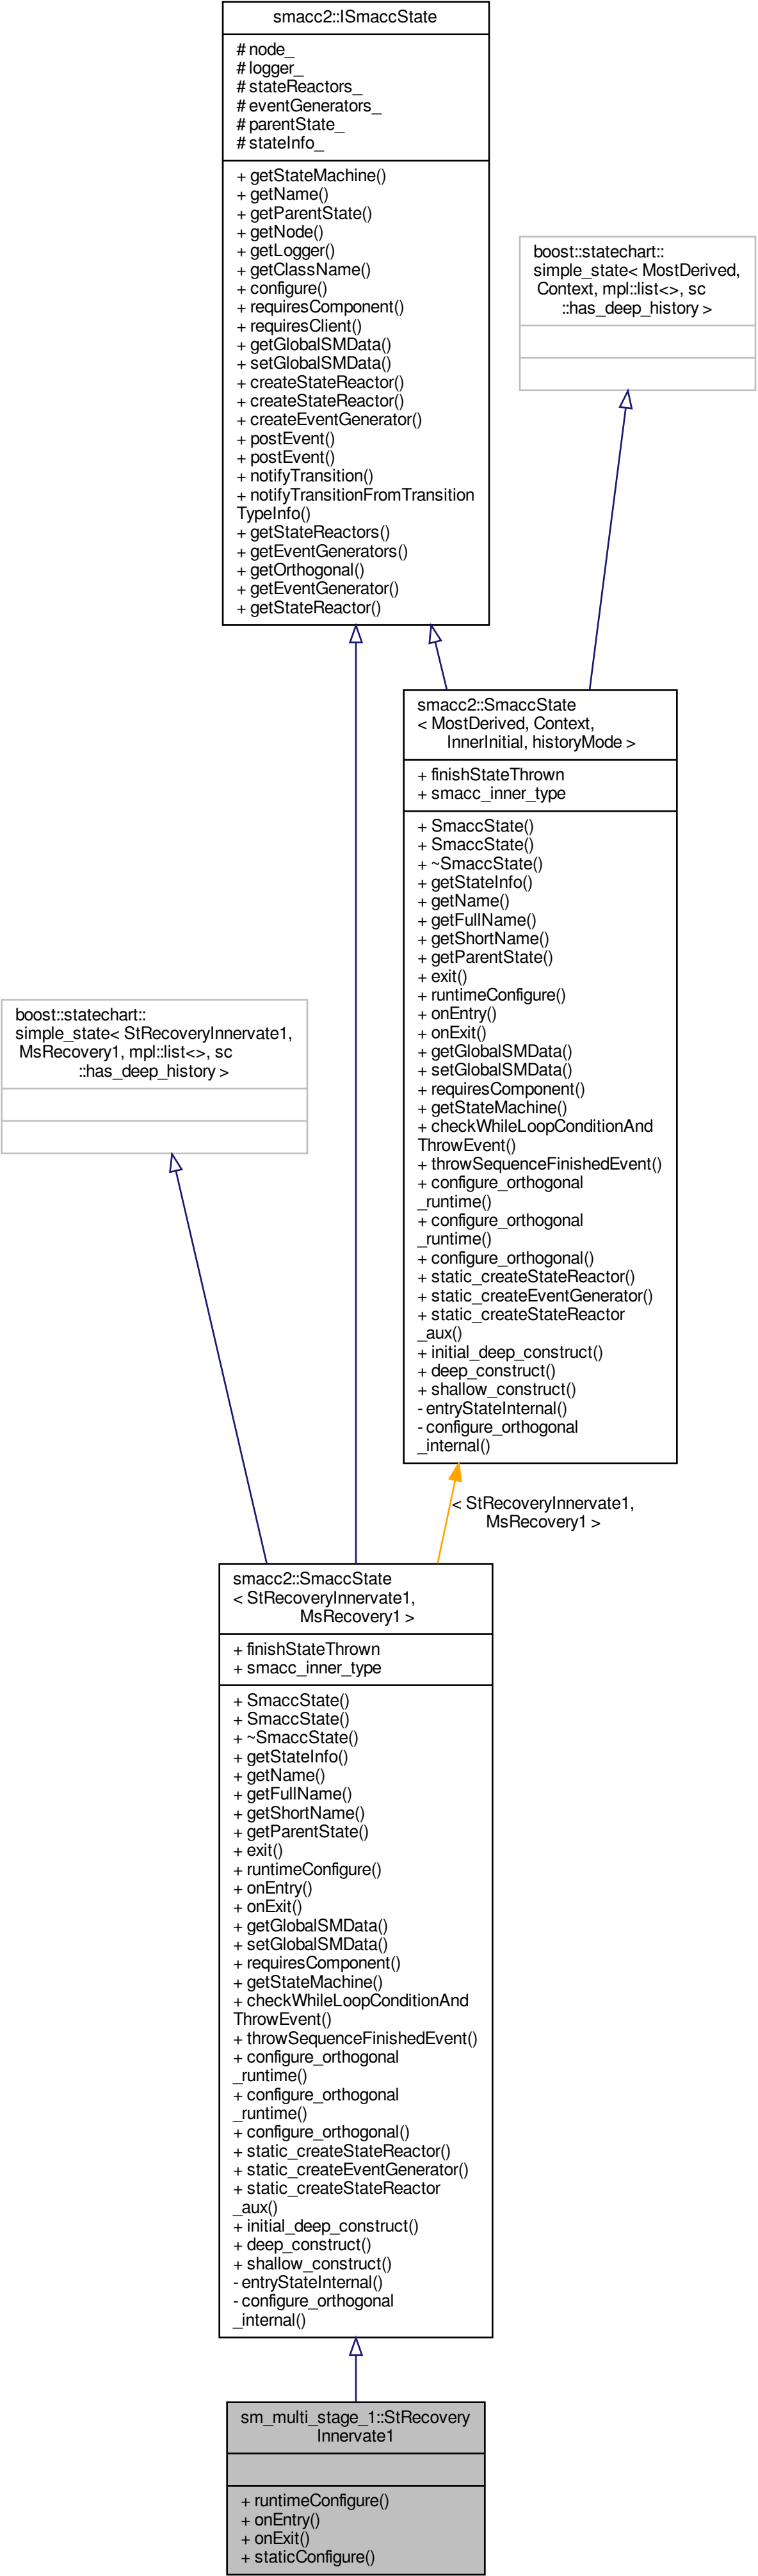 smacc2::ISmaccState
# node_
# logger_
# stateReactors_
# eventGenerators_
# parentState_
# stateInfo_
+ getStateMachine()
+ getName()
+ getParentState()
+ getNode()
+ getLogger()
+ getClassName()
+ configure()
+ requiresComponent()
+ requiresClient()
+ getGlobalSMData()
+ setGlobalSMData()
+ createStateReactor()
+ createStateReactor()
+ createEventGenerator()
+ postEvent()
+ postEvent()
+ notifyTransition()
+ notifyTransitionFromTransition
TypeInfo()
+ getStateReactors()
+ getEventGenerators()
+ getOrthogonal()
+ getEventGenerator()
+ getStateReactor()
boost::statechart::
simple_state< MostDerived,
Context, mpl::list<>, sc
::has_deep_history >
smacc2::SmaccState
< MostDerived, Context,
InnerInitial, historyMode >
+ finishStateThrown
+ smacc_inner_type
+ SmaccState()
+ SmaccState()
+ ~SmaccState()
+ getStateInfo()
+ getName()
+ getFullName()
+ getShortName()
+ getParentState()
+ exit()
+ runtimeConfigure()
+ onEntry()
+ onExit()
+ getGlobalSMData()
+ setGlobalSMData()
+ requiresComponent()
+ getStateMachine()
+ checkWhileLoopConditionAnd
ThrowEvent()
+ throwSequenceFinishedEvent()
+ configure_orthogonal
_runtime()
+ configure_orthogonal
_runtime()
+ configure_orthogonal()
+ static_createStateReactor()
+ static_createEventGenerator()
+ static_createStateReactor
_aux()
+ initial_deep_construct()
+ deep_construct()
+ shallow_construct()
- entryStateInternal()
- configure_orthogonal
_internal()
boost::statechart::
simple_state< StRecoveryInnervate1,
MsRecovery1, mpl::list<>, sc
::has_deep_history >
< StRecoveryInnervate1,
MsRecovery1 >
smacc2::SmaccState
< StRecoveryInnervate1,
MsRecovery1 >
+ finishStateThrown
+ smacc_inner_type
+ SmaccState()
+ SmaccState()
+ ~SmaccState()
+ getStateInfo()
+ getName()
+ getFullName()
+ getShortName()
+ getParentState()
+ exit()
+ runtimeConfigure()
+ onEntry()
+ onExit()
+ getGlobalSMData()
+ setGlobalSMData()
+ requiresComponent()
+ getStateMachine()
+ checkWhileLoopConditionAnd
ThrowEvent()
+ throwSequenceFinishedEvent()
+ configure_orthogonal
_runtime()
+ configure_orthogonal
_runtime()
+ configure_orthogonal()
+ static_createStateReactor()
+ static_createEventGenerator()
+ static_createStateReactor
_aux()
+ initial_deep_construct()
+ deep_construct()
+ shallow_construct()
- entryStateInternal()
- configure_orthogonal
_internal()
sm_multi_stage_1::StRecovery
Innervate1
+ runtimeConfigure()
+ onEntry()
+ onExit()
+ staticConfigure()